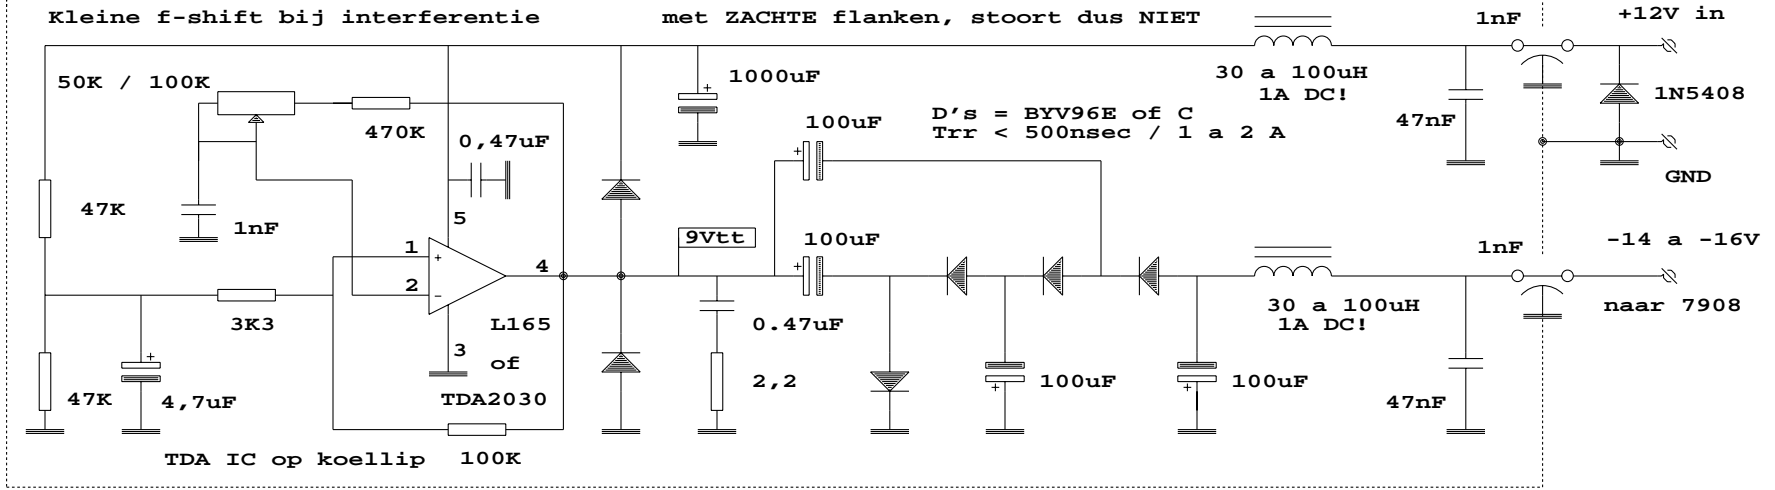 Kleine f-shift bij interferentie
met ZACHTE flanken, stoort dus NIET
1nF
+12V in
50K / 100K
1000uF
30 a 100uH
1A DC!
1N5408
470K
0,47uF
100uF
D's = BYV96E of C
Trr < 500nsec / 1 a 2 A
47nF
GND
47K
1nF
5
9Vtt
100uF
1nF
-14 a -16V
1
+
4
2
-
3K3
L165
0.47uF
30 a 100uH
1A DC!
naar 7908
3
of
2,2
100uF
100uF
47K
4,7uF
TDA2030
47nF
TDA IC op koellip
100K